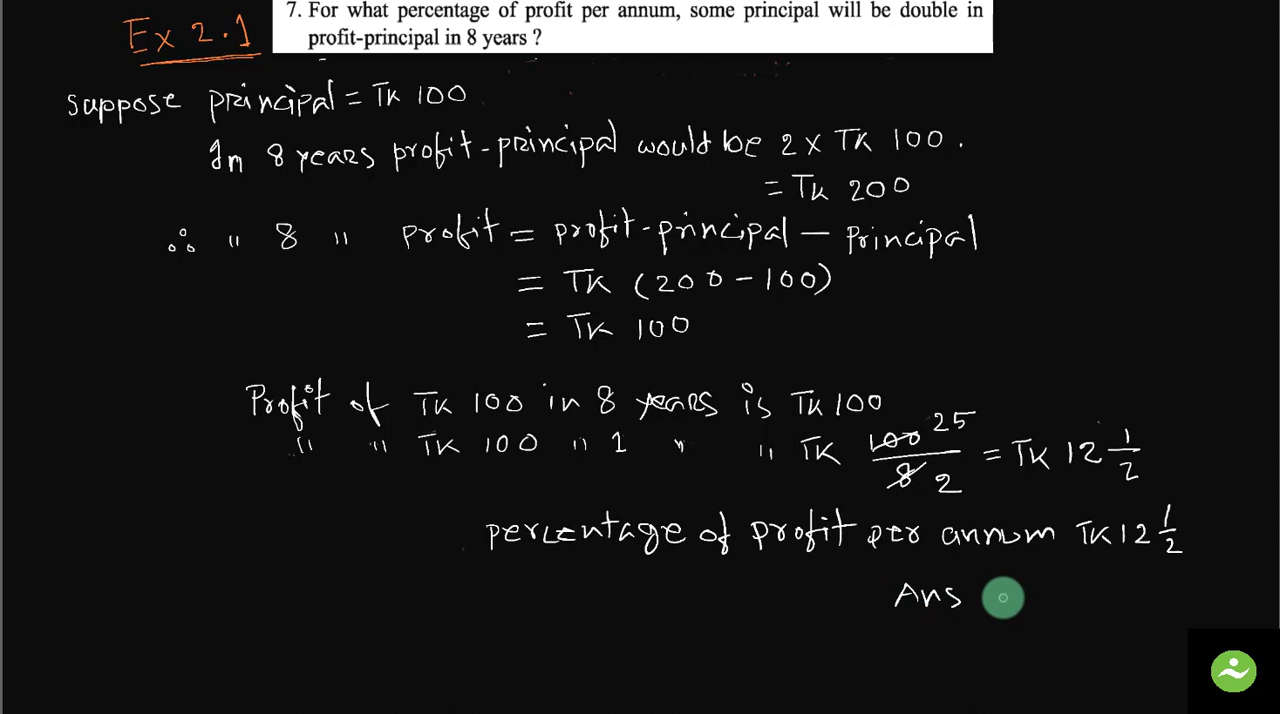 Ex 2.1
7. For what percentage of profit per annum, some principal will be double in
profit-principal in 8 years ?
suppose principal = TK 100
In 8 years profit-principal would be 2 x TK 100.
= TK 200
∴ " 8 " profit = profit-principal — principal
= TK (200-100)
= TK 100
Profit of TK 100 in 8 years is TK 100
" " TK 100 " 1 " " TK 100 25 / 8 2 = TK 12 1/2
percentage of profit per annum TK 12 1/2
Ans